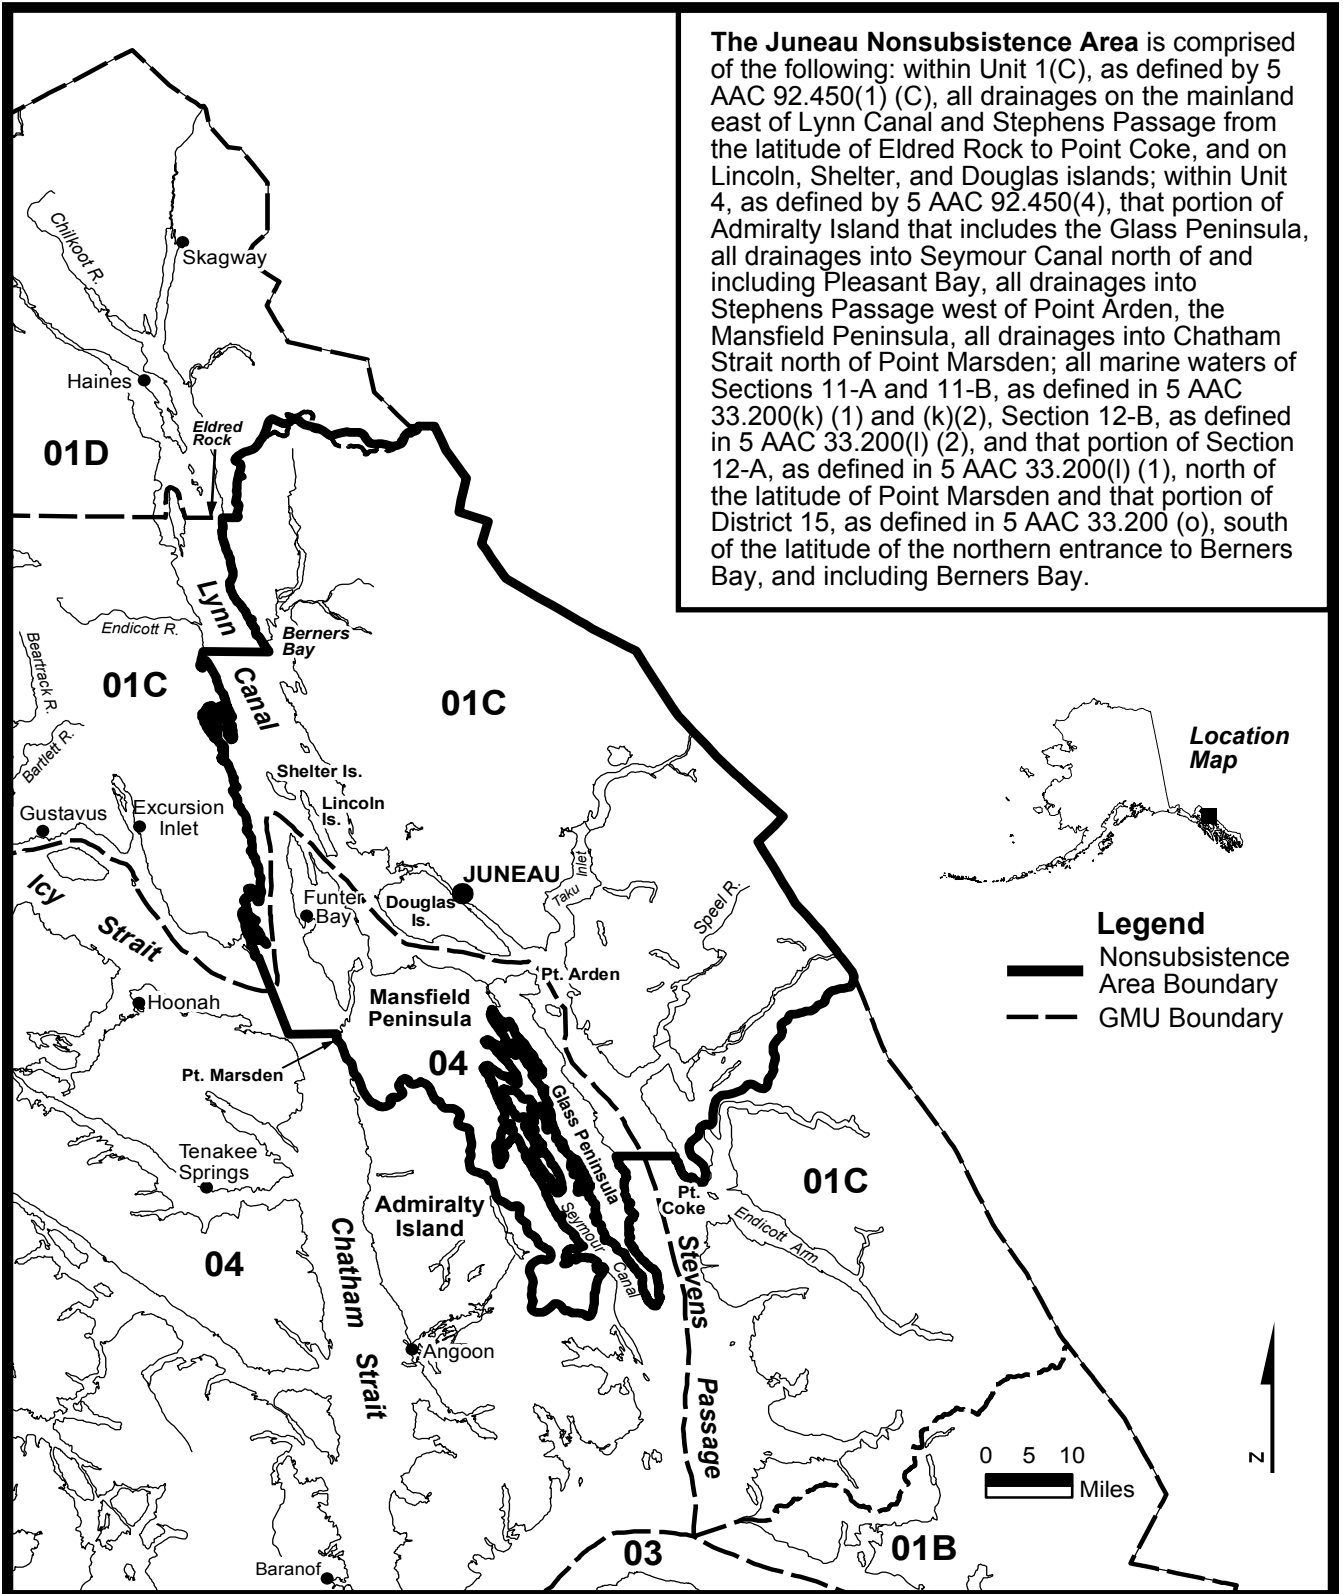 The Juneau Nonsubsistence Area is comprised
of the following: within Unit 1(C), as defined by 5
AAC 92.450(1) (C), all drainages on the mainland
east of Lynn Canal and Stephens Passage from
the latitude of Eldred Rock to Point Coke, and on
Lincoln, Shelter, and Douglas islands; within Unit
4, as defined by 5 AAC 92.450(4), that portion of
Admiralty Island that includes the Glass Peninsula,
all drainages into Seymour Canal north of and
including Pleasant Bay, all drainages into
Stephens Passage west of Point Arden, the
Mansfield Peninsula, all drainages into Chatham
Strait north of Point Marsden; all marine waters of
Sections 11-A and 11-B, as defined in 5 AAC
33.200(k) (1) and (k)(2), Section 12-B, as defined
in 5 AAC 33.200(l) (2), and that portion of Section
12-A, as defined in 5 AAC 33.200(l) (1), north of
the latitude of Point Marsden and that portion of
District 15, as defined in 5 AAC 33.200 (o), south
of the latitude of the northern entrance to Berners
Bay, and including Berners Bay.
Chilkoot R.
Skagway
Haines
Eldred
Rock
01D
Lynn
Canal
Endicott R.
Berners
Bay
Beartrack R.
01C
01C
Bartlett R.
Location
Map
Shelter Is.
Lincoln
Is.
Gustavus
Excursion
Inlet
JUNEAU
Taku Inlet
Icy
Strait
Funter
Bay
Douglas
Is.
Speel R.
Legend
Nonsubsistence
Area Boundary
GMU Boundary
Pt. Arden
Hoonah
Mansfield
Peninsula
04
Pt. Marsden
Glass Peninsula
Tenakee
Springs
Admiralty
Island
Seymour
Canal
Pt.
Coke
01C
Endicott Arm
04
Chatham
Strait
Stevens
Passage
Angoon
0 5 10
Miles
N
Baranof
03
01B